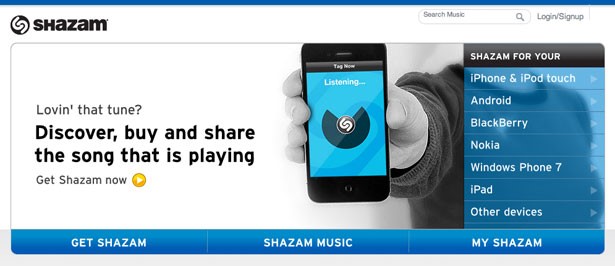 SHAZAM
Search Music
Login/Signup
Lovin' that tune?
Discover, buy and share
the song that is playing
Get Shazam now
Tag Now
Listening...
SHAZAM FOR YOUR
iPhone & iPod touch
Android
BlackBerry
Nokia
Windows Phone 7
iPad
Other devices
GET SHAZAM
SHAZAM MUSIC
MY SHAZAM